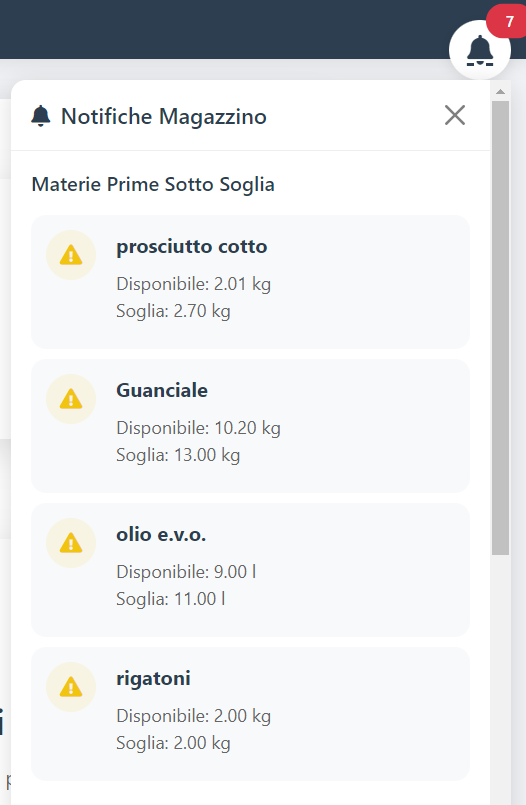 7
Notifiche Magazzino
Materie Prime Sotto Soglia
prosciutto cotto
Disponibile: 2.01 kg
Soglia: 2.70 kg
Guanciale
Disponibile: 10.20 kg
Soglia: 13.00 kg
olio e.v.o.
Disponibile: 9.00 l
Soglia: 11.00 l
rigatoni
Disponibile: 2.00 kg
Soglia: 2.00 kg